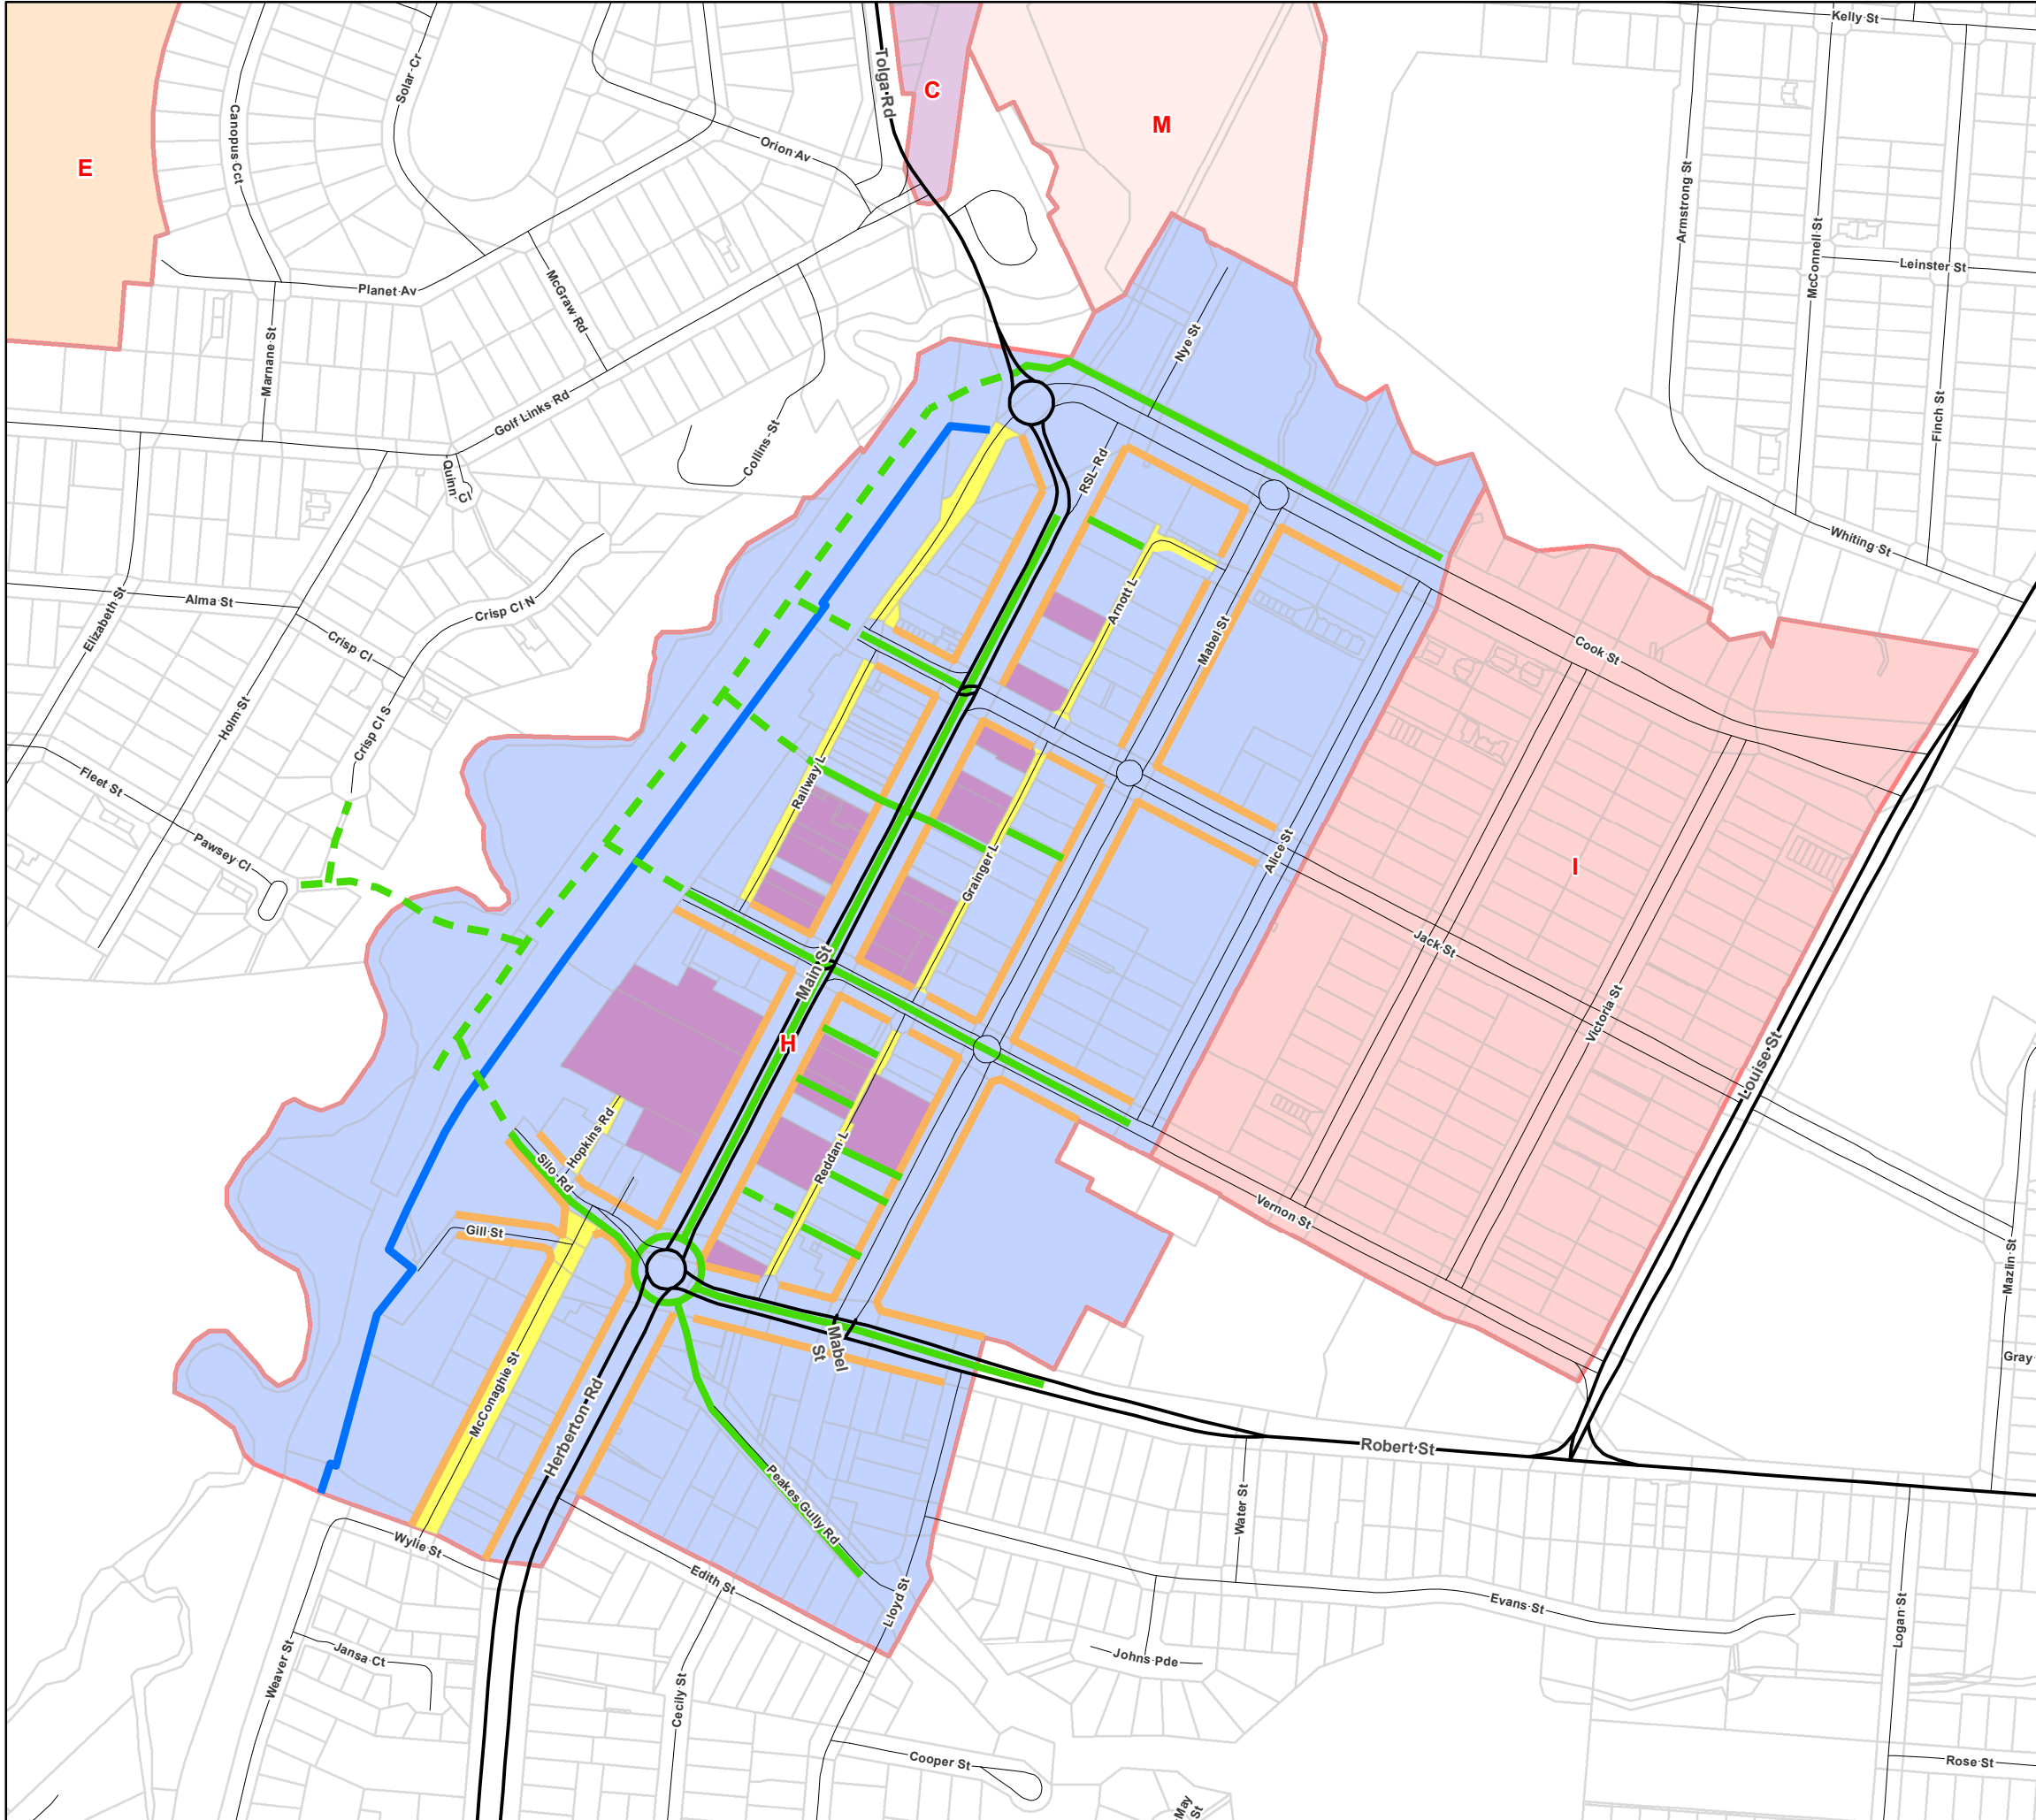 Kelly St
Tolga Rd
Solar Cr
C
M
E
Canopus Cct
Orion Av
Armstrong St
McConnell St
Leinster St
Planet Av
McGraw Rd
Marnane St
Nye St
Golf Links Rd
Finch St
Collins St
Quinn Cl
RSL Rd
Whiting St
Alma St
Elizabeth St
Crisp Cl N
Crisp Cl
Arnott L
Mabel St
Cook St
Holm St
Crisp Cl S
Fleet St
Railway L
Pawsey Cl
Grainger L
Alice St
I
Jack St
Main St
Victoria St
H
Louise St
Hopkins Rd
Silo Rd
Reddan L
Vernon St
Gill St
Mazlin St
Mabel
St
Gray
McConaghie St
Herberton Rd
Robert St
Peakes Gully Rd
Water St
Wylie St
Edith St
Lloyd St
Evans St
Logan St
Weaver St
Jansa Ct
Johns Pde
Cecily St
Cooper St
Rose St
May
St